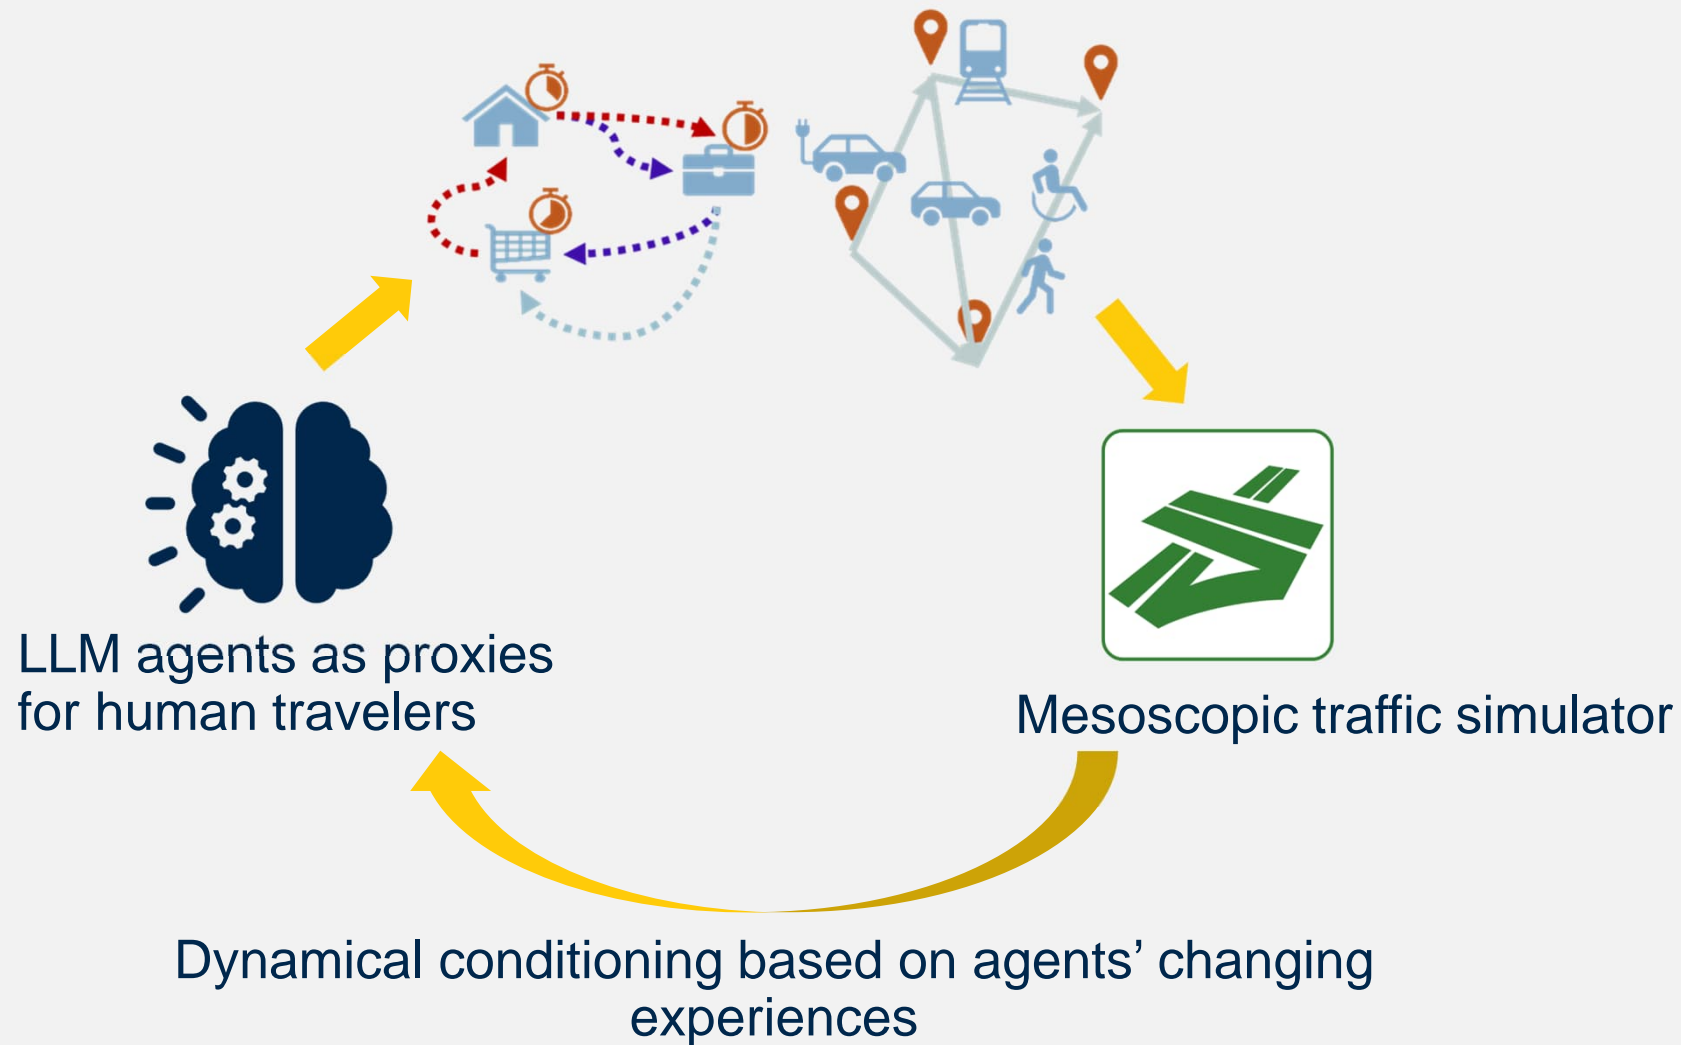 LLM agents as proxies
for human travelers
Mesoscopic traffic simulator
Dynamical conditioning based on agents’ changing
experiences